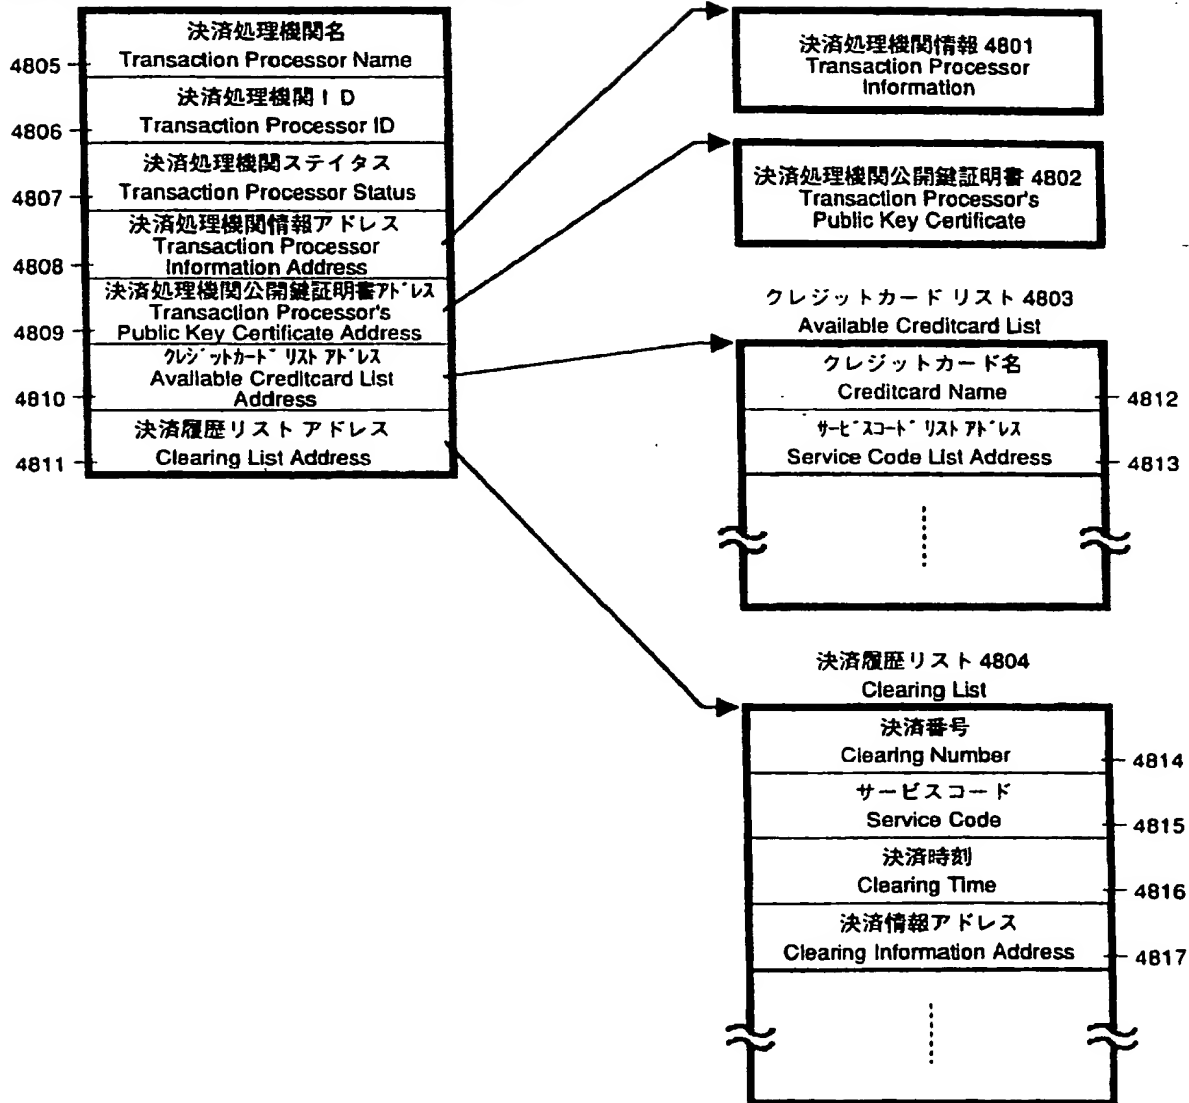 決済処理機関名
Transaction Processor Name
4805
決済処理機関ID
Transaction Processor ID
4806
決済処理機関ステイタス
Transaction Processor Status
4807
決済処理機関情報アドレス
Transaction Processor
Information Address
4808
決済処理機関公開鍵証明書アドレス
Transaction Processor's
Public Key Certificate Address
4809
クレジットカード リスト アドレス
Available Creditcard List
Address
4810
決済履歴リスト アドレス
Clearing List Address
4811
決済処理機関情報 4801
Transaction Processor
Information
決済処理機関公開鍵証明書 4802
Transaction Processor's
Public Key Certificate
クレジットカード リスト 4803
Available Creditcard List
クレジットカード名
Creditcard Name
4812
サービスコード リスト アドレス
Service Code List Address
4813
決済履歴リスト 4804
Clearing List
決済番号
Clearing Number
4814
サービスコード
Service Code
4815
決済時刻
Clearing Time
4816
決済情報アドレス
Clearing Information Address
4817